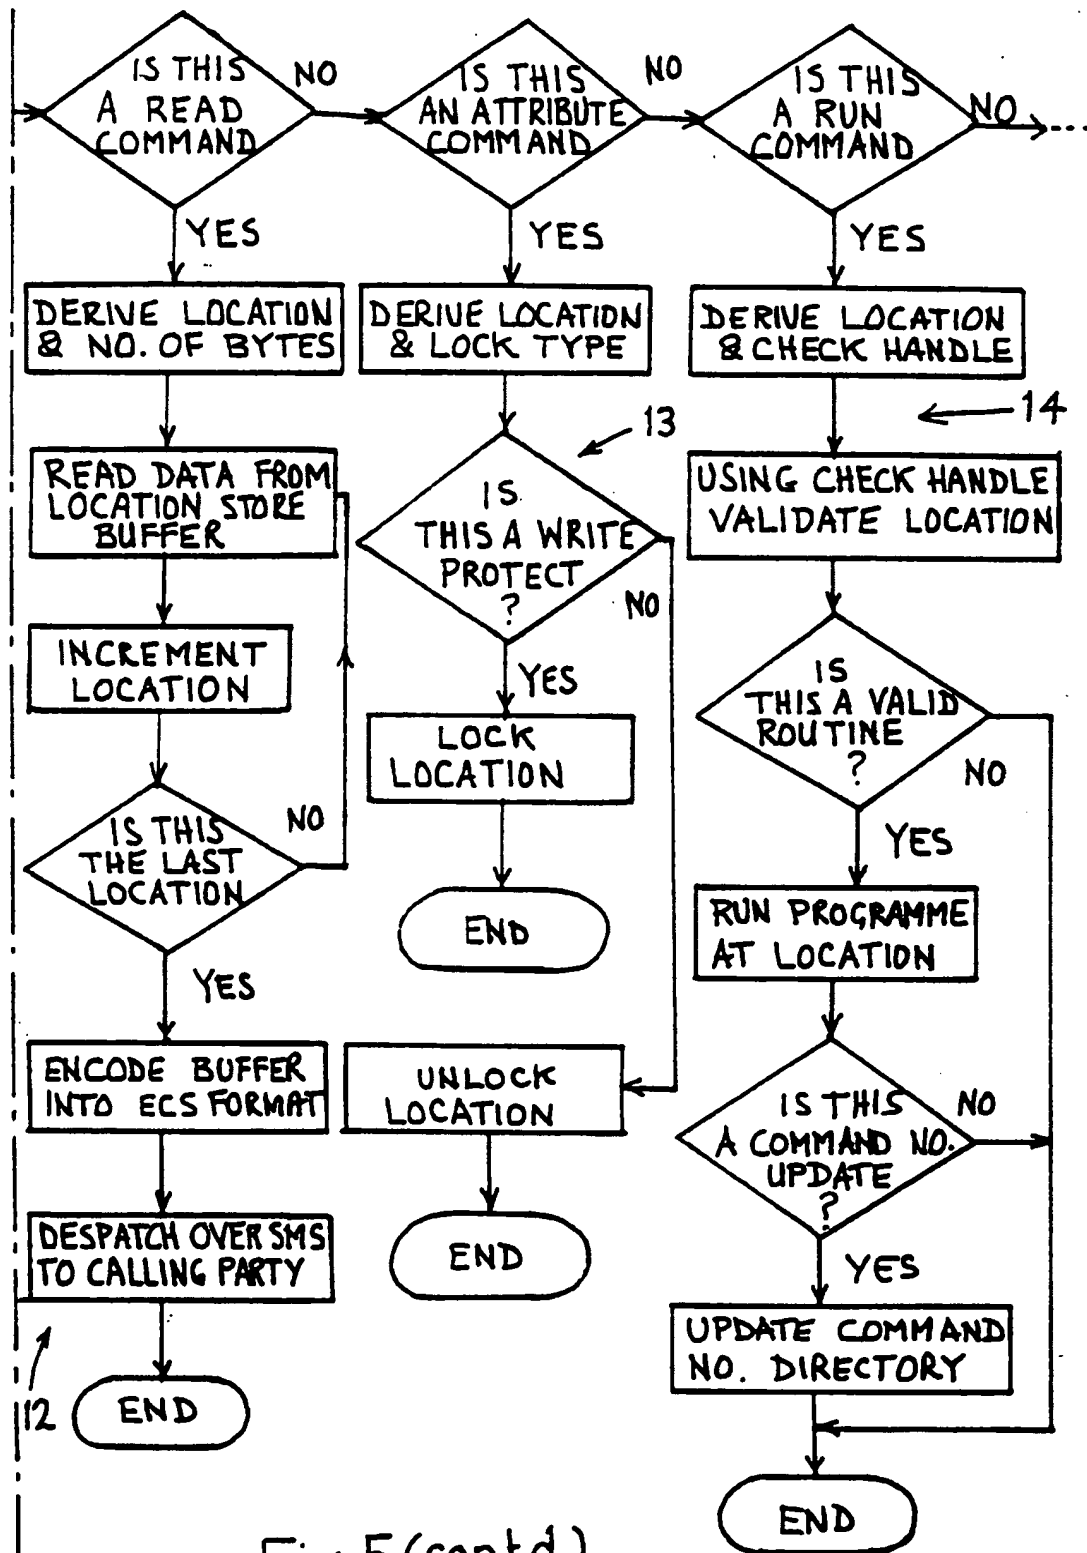 IS THIS
A READ
COMMAND
NO
IS THIS
AN ATTRIBUTE
COMMAND
NO
IS THIS
A RUN
COMMAND
NO
YES
YES
YES
DERIVE LOCATION
& NO. OF BYTES
DERIVE LOCATION
& LOCK TYPE
DERIVE LOCATION
& CHECK HANDLE
13
14
READ DATA FROM
LOCATION STORE
BUFFER
IS
THIS A WRITE
PROTECT
?
NO
USING CHECK HANDLE
VALIDATE LOCATION
INCREMENT
LOCATION
YES
IS
THIS A VALID
ROUTINE
?
NO
LOCK
LOCATION
IS THIS
THE LAST
LOCATION
NO
YES
END
RUN PROGRAMME
AT LOCATION
YES
ENCODE BUFFER
INTO ECS FORMAT
UNLOCK
LOCATION
IS THIS
A COMMAND NO.
UPDATE
?
NO
DESPATCH OVER SMS
TO CALLING PARTY
END
YES
UPDATE COMMAND
NO. DIRECTORY
12
END
END
Fig 5 (contd.)